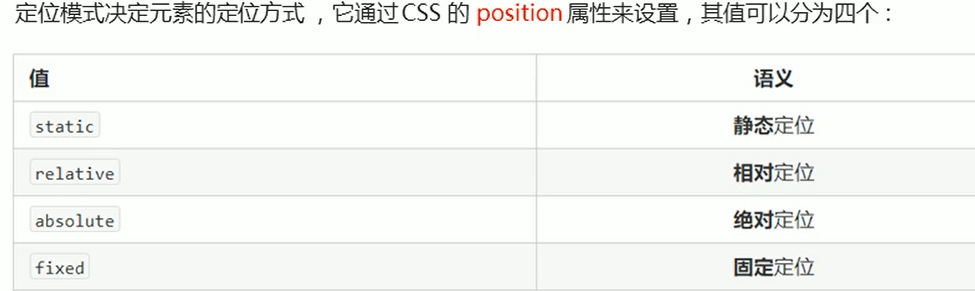 定位模式决定元素的定位方式 ，它通过CSS 的 position 属性来设置，其值可以分为四个：
值 语义
static 静态定位
relative 相对定位
absolute 绝对定位
fixed 固定定位